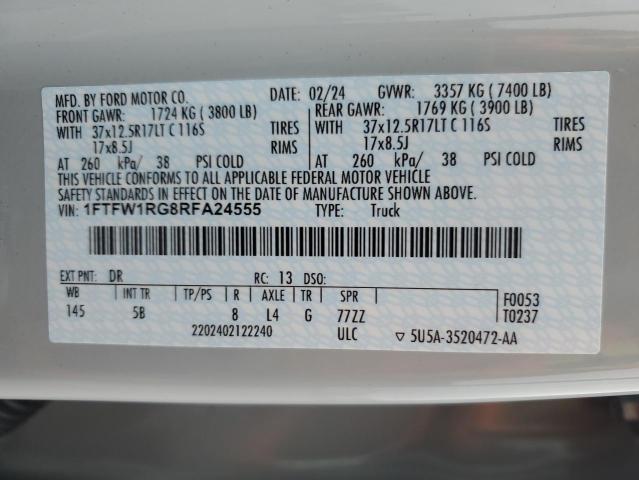 MFD. BY FORD MOTOR CO. DATE: 02/24 GVWR: 3357 KG ( 7400 LB)
FRONT GAWR: 1724 KG ( 3800 LB) REAR GAWR: 1769 KG ( 3900 LB)
WITH 37x12.5R17LT C 116S TIRES WITH 37x12.5R17LT C 116S TIRES
17x8.5J RIMS 17x8.5J RIMS
AT 260 kPa/ 38 PSI COLD AT 260 kPa/ 38 PSI COLD
THIS VEHICLE CONFORMS TO ALL APPLICABLE FEDERAL MOTOR VEHICLE
SAFETY STANDARDS IN EFFECT ON THE DATE OF MANUFACTURE SHOWN ABOVE.
VIN: 1FTFW1RG8RFA24555 TYPE: Truck
EXT PNT: DR RC: 13 DSO:
WB INT TR TP/PS R AXLE TR SPR F0053
145 5B 8 L4 G 77ZZ T0237
2202402122240 ULC ▽ 5U5A-3520472-AA